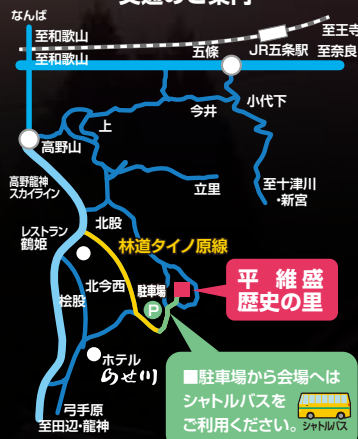 交通のご案内
なんば
至和歌山
至和歌山
五條
JR五条駅
至王寺
至奈良
上
今井
小代下
高野山
高野龍神
スカイライン
立里
至十津川
・新宮
北股
レストラン
鶴姫
林道タイノ原線
北今西
駐車場
P
平 維盛
歴史の里
桧股
ホテル
のせ川
■駐車場から会場へは
シャトルバスを
ご利用ください。
シャトルバス
弓手原
至田辺・龍神